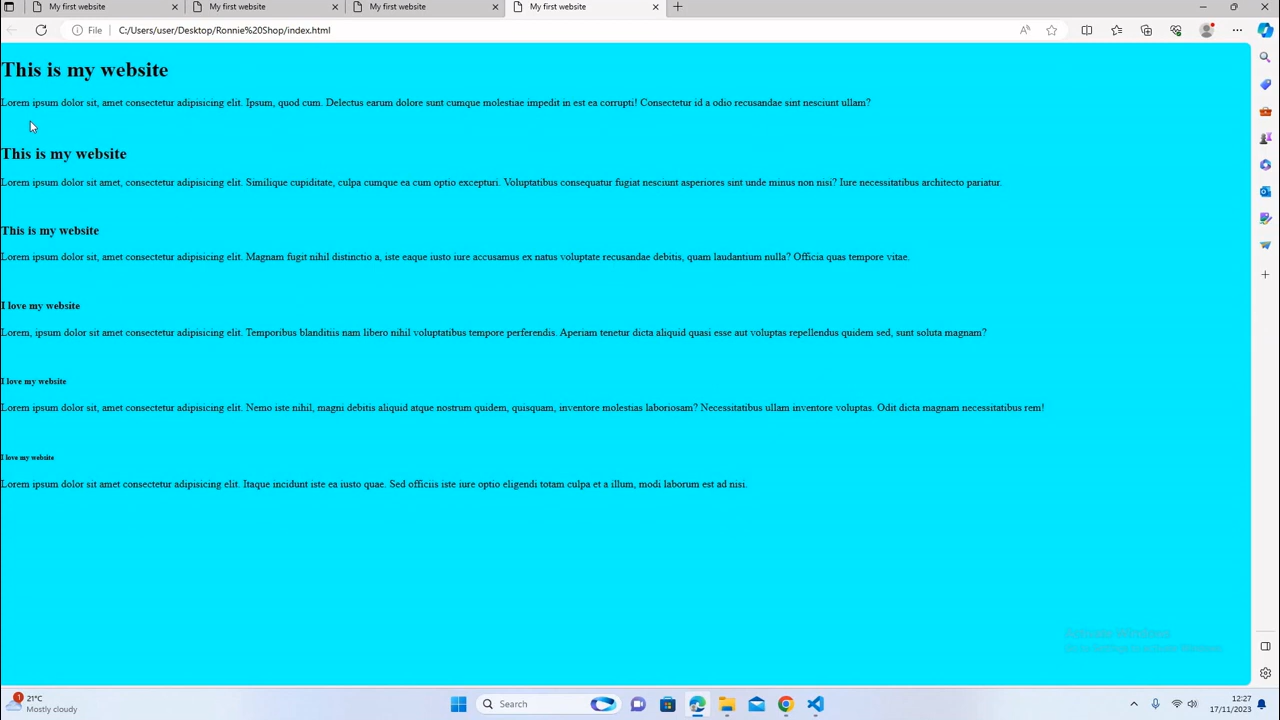 My first website
My first website
My first website
My first website
File
C:/Users/user/Desktop/Ronnie%20Shop/index.html
This is my website
Lorem ipsum dolor sit, amet consectetur adipisicing elit. Ipsum, quod cum. Delectus earum dolore sunt cumque molestiae impedit in est ea corrupti! Consectetur id a odio recusandae sint nesciunt ullam?
This is my website
Lorem ipsum dolor sit amet, consectetur adipisicing elit. Similique cupiditate, culpa cumque ea cum optio excepturi. Voluptatibus consequatur fugiat nesciunt asperiores sint unde minus non nisi? Iure necessitatibus architecto pariatur.
This is my website
Lorem ipsum dolor sit, amet consectetur adipisicing elit. Magnam fugit nihil distinctio a, iste eaque iusto iure accusamus ex natus voluptate recusandae debitis, quam laudantium nulla? Officia quas tempore vitae.
I love my website
Lorem, ipsum dolor sit amet consectetur adipisicing elit. Temporibus blanditiis nam libero nihil voluptatibus tempore perferendis. Aperiam tenetur dicta aliquid quasi esse aut voluptas repellendus quidem sed, sunt soluta magnam?
I love my website
Lorem ipsum dolor sit, amet consectetur adipisicing elit. Nemo iste nihil, magni debitis aliquid atque nostrum quidem, quisquam, inventore molestias laboriosam? Necessitatibus ullam inventore voluptas. Odit dicta magnam necessitatibus rem!
I love my website
Lorem ipsum dolor sit amet consectetur adipisicing elit. Itaque incidunt iste ea iusto quae. Sed officiis iste iure optio eligendi totam culpa et a illum, modi laborum est ad nisi.
Activate Windows
Go to Settings to activate Windows.
1
21°C
Mostly cloudy
Search
12:27
17/11/2023